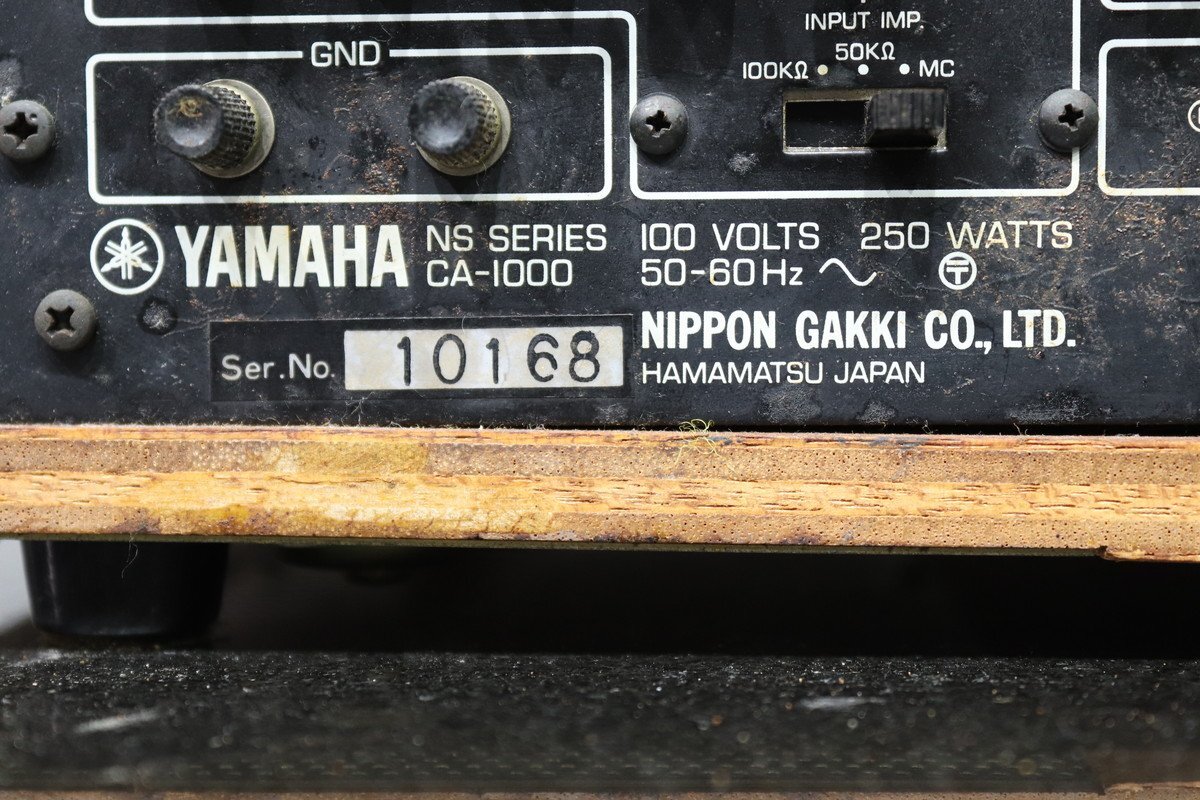 INPUT IMP.
50KΩ
100KΩ • • • MC
GND
YAMAHA
NS SERIES
CA-1000
100 VOLTS 250 WATTS
50-60Hz 〒
Ser.No. 10168
NIPPON GAKKI CO., LTD.
HAMAMATSU JAPAN